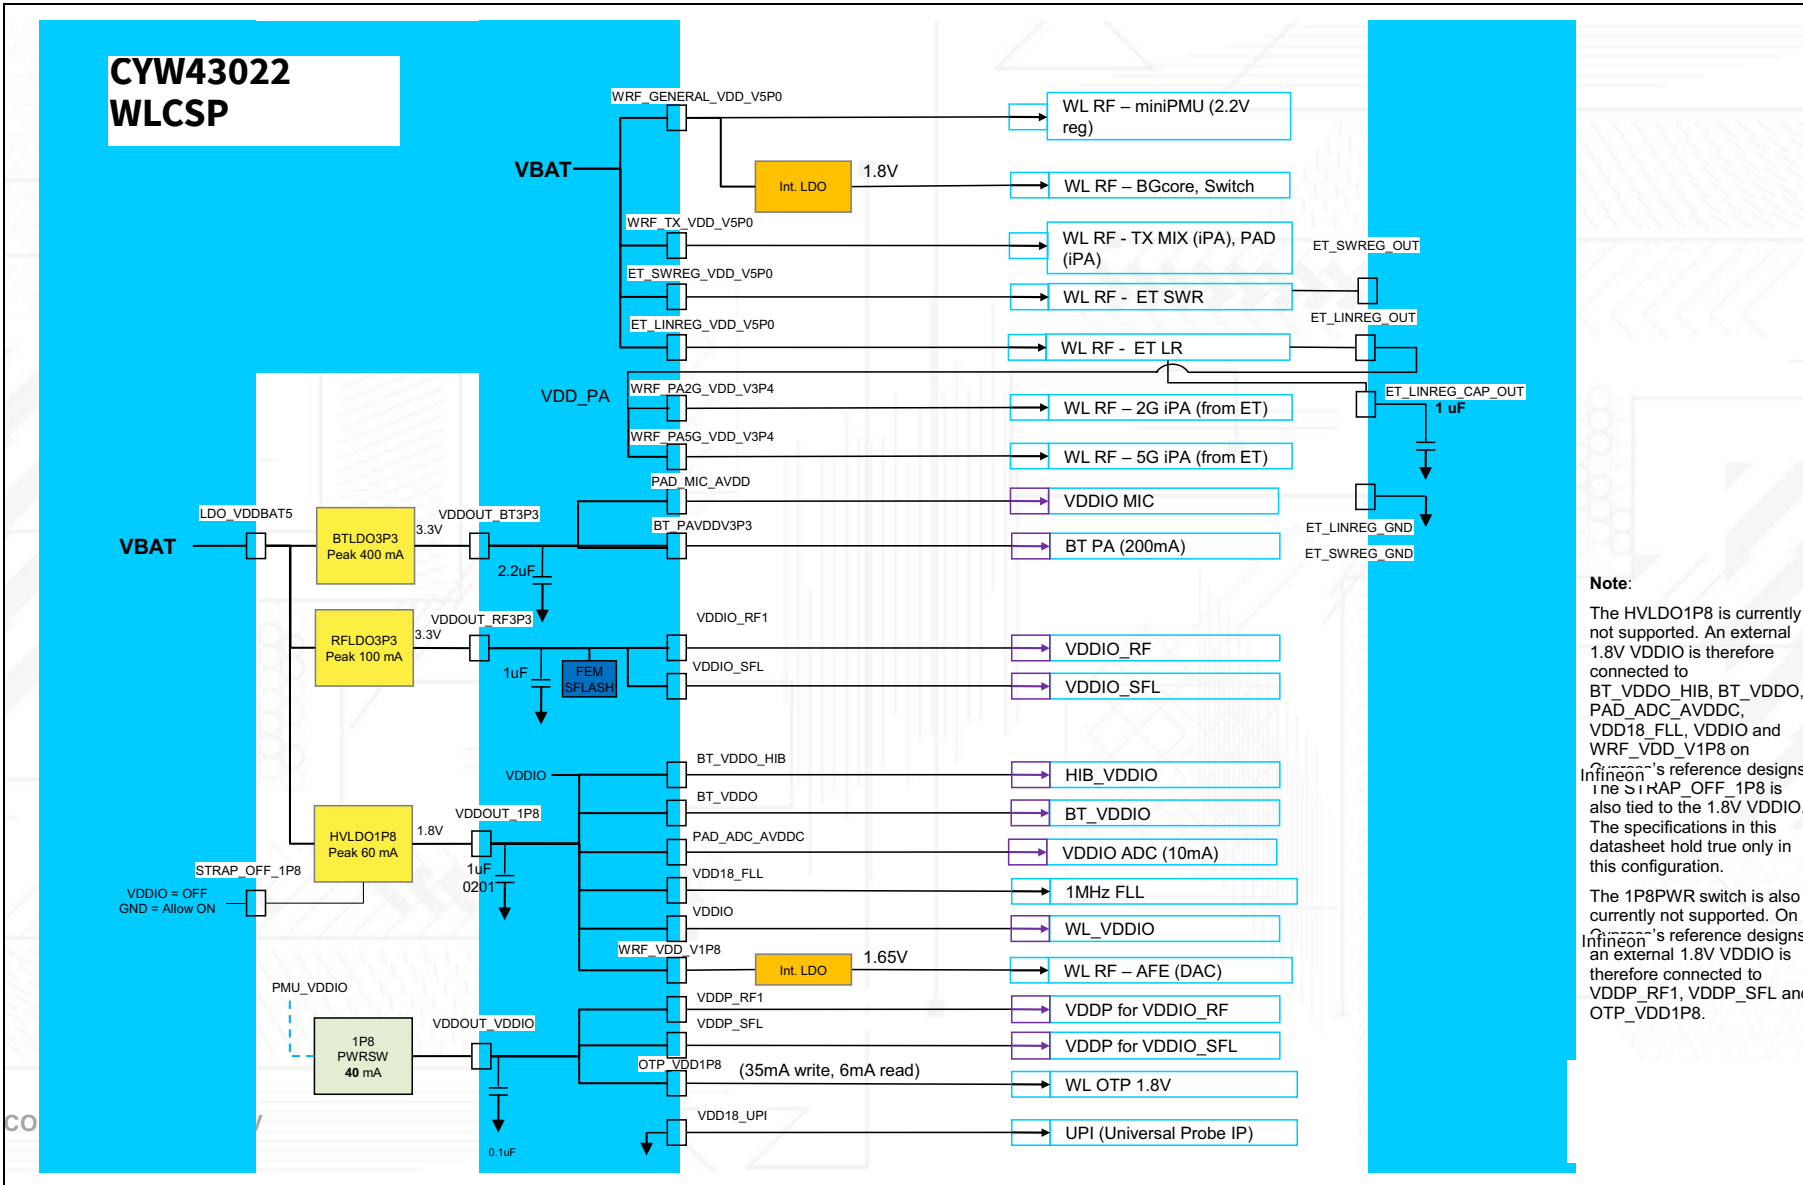 CYW43022
WLCSP
WRF_GENERAL_VDD_V5P0
WL RF – miniPMU (2.2V
reg)
VBAT
Int. LDO
1.8V
WL RF – BGcore, Switch
WRF_TX_VDD_V5P0
WL RF - TX MIX (iPA), PAD
(iPA)
ET_SWREG_OUT
ET_SWREG_VDD_V5P0
WL RF - ET SWR
ET_LINREG_VDD_V5P0
ET_LINREG_OUT
WL RF - ET LR
VDD_PA
WRF_PA2G_VDD_V3P4
WL RF – 2G iPA (from ET)
ET_LINREG_CAP_OUT
1 uF
WRF_PA5G_VDD_V3P4
WL RF – 5G iPA (from ET)
PAD_MIC_AVDD
VDDIO MIC
LDO_VDDBAT5
VBAT
BTLDO3P3
Peak 400 mA
3.3V
VDDOUT_BT3P3
2.2uF
BT_PAVDDV3P3
BT PA (200mA)
ET_LINREG_GND
ET_SWREG_GND
RFLDO3P3
Peak 100 mA
3.3V
VDDOUT_RF3P3
1uF
FEM
SFLASH
VDDIO_RF1
VDDIO_RF
VDDIO_SFL
VDDIO_SFL
VDDIO
BT_VDDO_HIB
HIB_VDDIO
BT_VDDO
BT_VDDIO
HVLDO1P8
Peak 60 mA
1.8V
VDDOUT_1P8
1uF
0201
PAD_ADC_AVDDC
VDDIO ADC (10mA)
STRAP_OFF_1P8
VDDIO = OFF
GND = Allow ON
VDD18_FLL
1MHz FLL
VDDIO
WL_VDDIO
WRF_VDD_V1P8
Int. LDO
1.65V
WL RF – AFE (DAC)
PMU_VDDIO
1P8
PWRSW
40 mA
VDDOUT_VDDIO
0.1uF
VDDP_RF1
VDDP for VDDIO_RF
VDDP_SFL
VDDP for VDDIO_SFL
OTP_VDD1P8
(35mA write, 6mA read)
WL OTP 1.8V
VDD18_UPI
UPI (Universal Probe IP)
Note:
The HVLDO1P8 is currently
not supported. An external
1.8V VDDIO is therefore
connected to
BT_VDDO_HIB, BT_VDDO,
PAD_ADC_AVDDC,
VDD18_FLL, VDDIO and
WRF_VDD_V1P8 on
Infineon's reference designs
The STRAP_OFF_1P8 is
also tied to the 1.8V VDDIO.
The specifications in this
datasheet hold true only in
this configuration.
The 1P8PWR switch is also
currently not supported. On
Infineon's reference designs
an external 1.8V VDDIO is
therefore connected to
VDDP_RF1, VDDP_SFL and
OTP_VDD1P8.